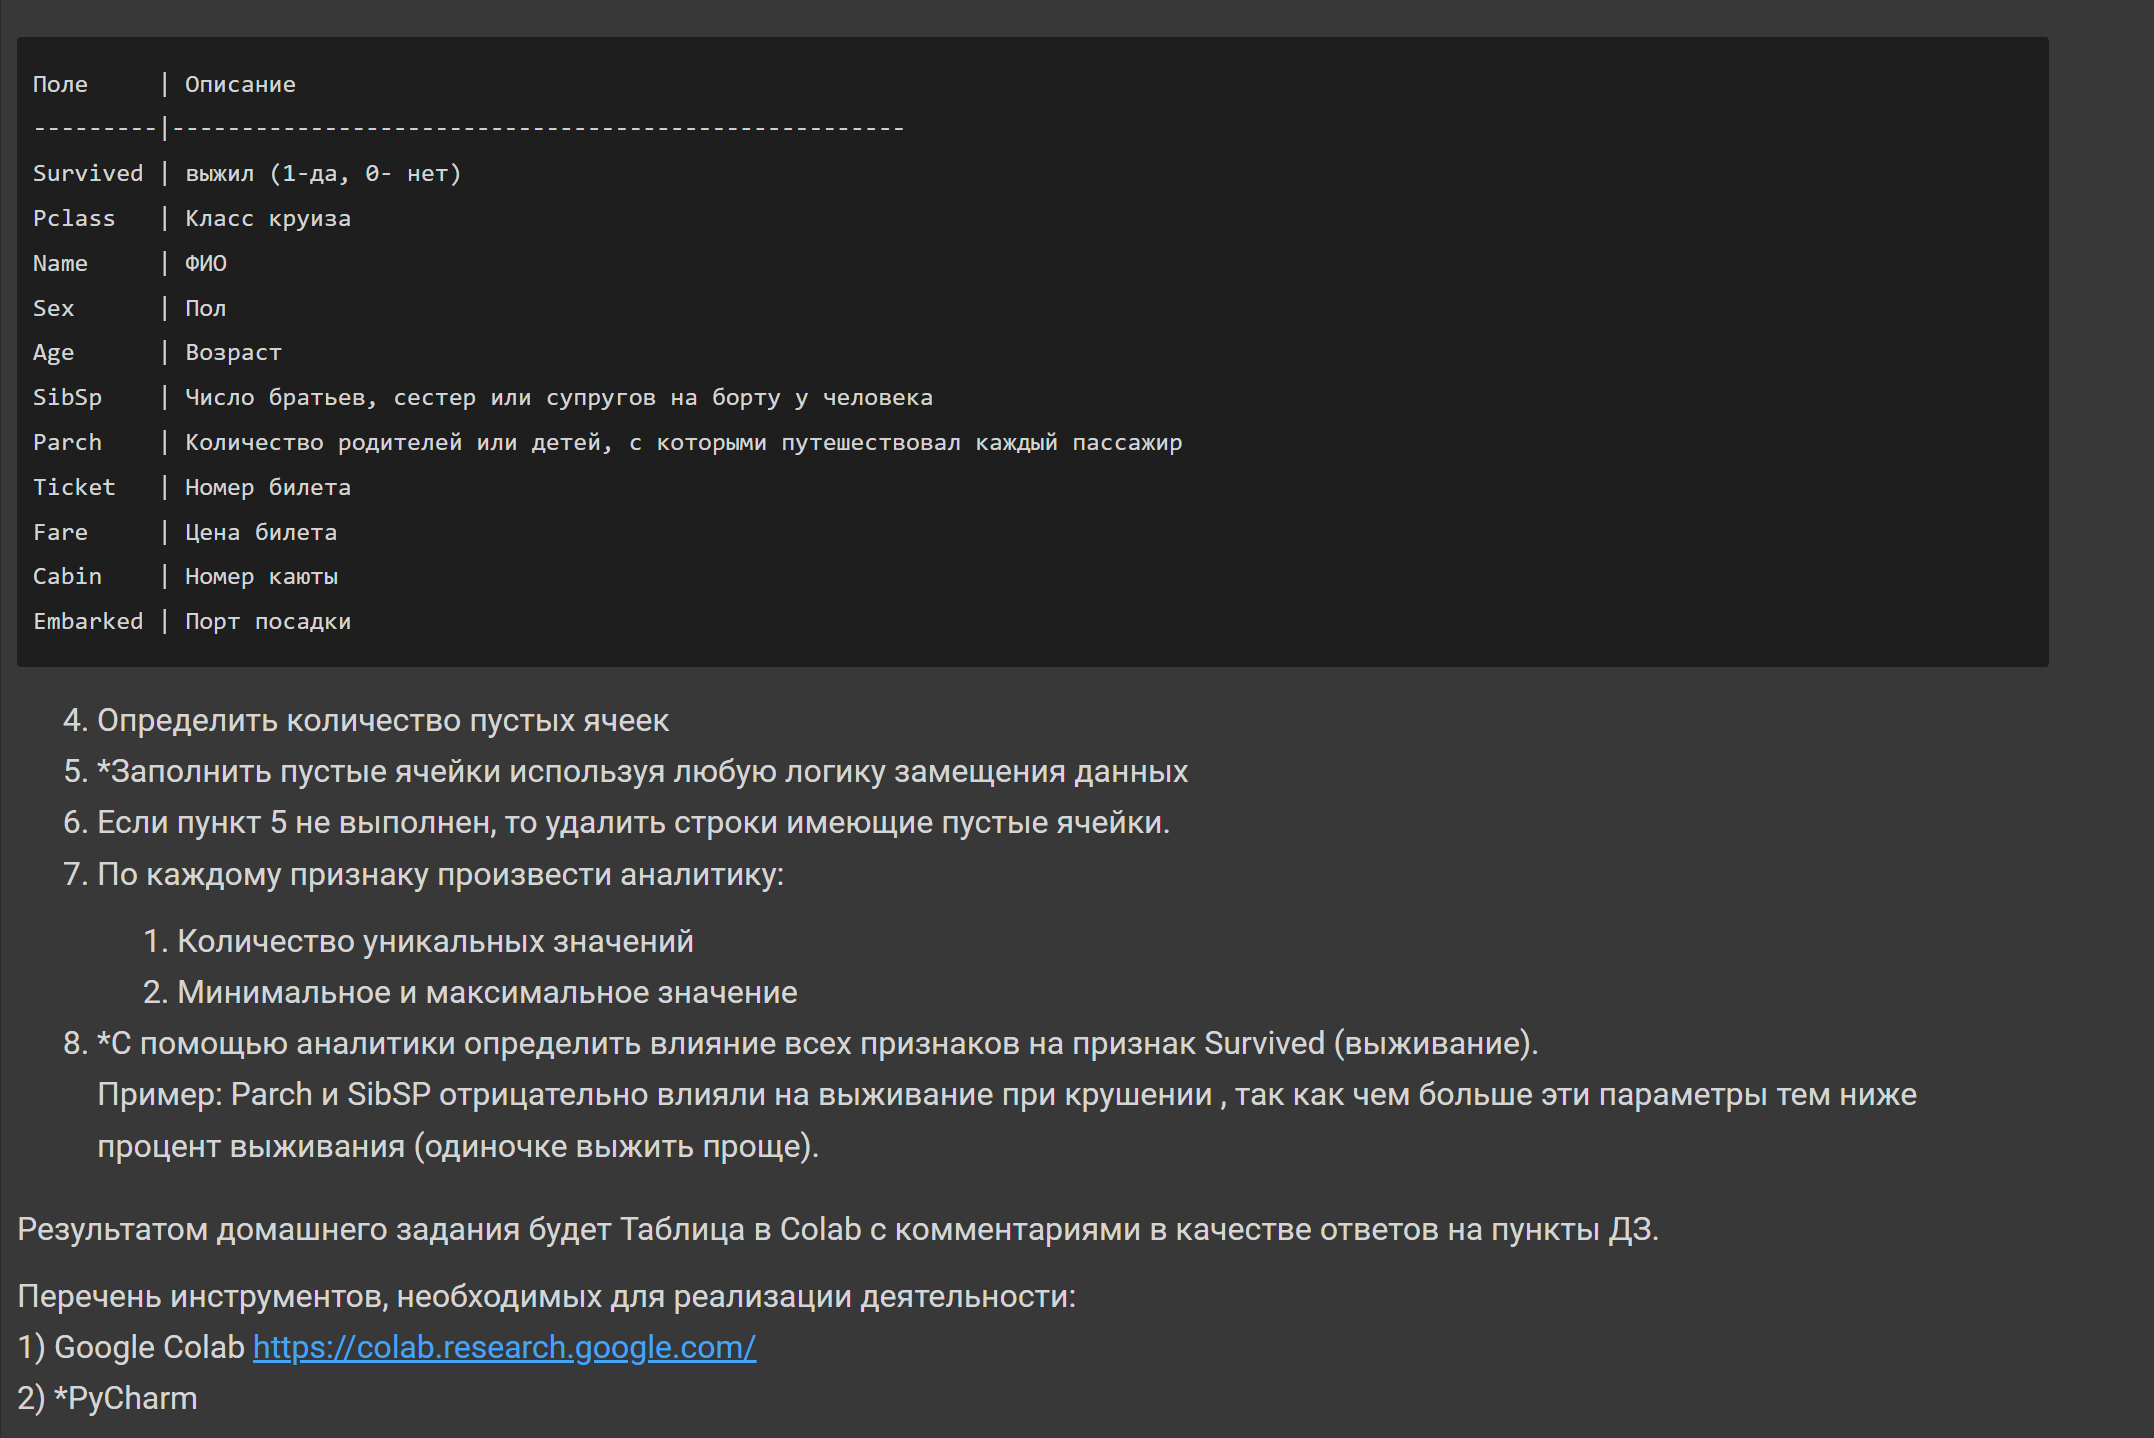 Поле | Описание
---------|-----------------------------------------------------
Survived | выжил (1-да, 0- нет)
Pclass | Класс круиза
Name | ФИО
Sex | Пол
Age | Возраст
SibSp | Число братьев, сестер или супругов на борту у человека
Parch | Количество родителей или детей, с которыми путешествовал каждый пассажир
Ticket | Номер билета
Fare | Цена билета
Cabin | Номер каюты
Embarked | Порт посадки
4. Определить количество пустых ячеек
5. *Заполнить пустые ячейки используя любую логику замещения данных
6. Если пункт 5 не выполнен, то удалить строки имеющие пустые ячейки.
7. По каждому признаку произвести аналитику:
1. Количество уникальных значений
2. Минимальное и максимальное значение
8. *С помощью аналитики определить влияние всех признаков на признак Survived (выживание).
Пример: Parch и SibSP отрицательно влияли на выживание при крушении , так как чем больше эти параметры тем ниже
процент выживания (одиночке выжить проще).
Результатом домашнего задания будет Таблица в Colab с комментариями в качестве ответов на пункты ДЗ.
Перечень инструментов, необходимых для реализации деятельности:
1) Google Colab https://colab.research.google.com/
2) *PyCharm